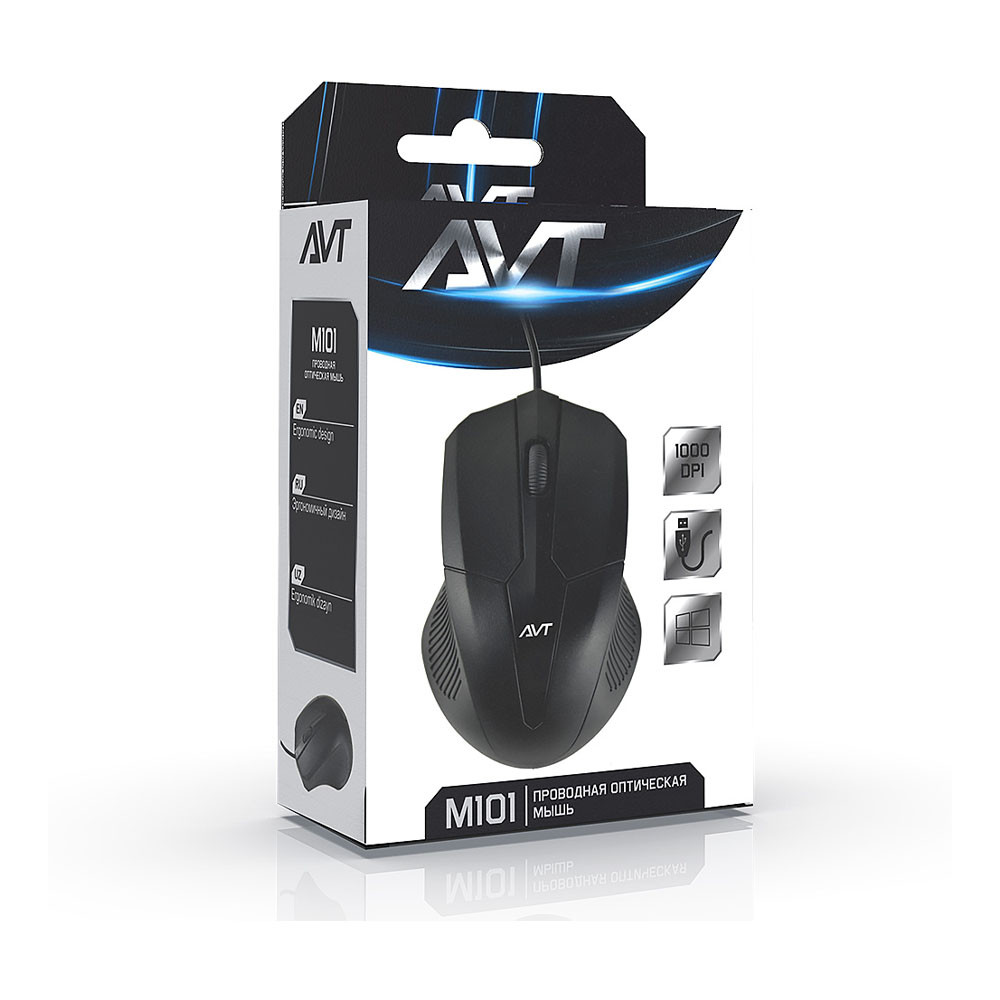 AVT
AVT
AVT
M101
ПРОВОДНАЯ
ОПТИЧЕСКАЯ МЫШЬ
EN
Ergonomic design
RU
Эргономичный дизайн
UZ
Ergonomik dizayn
1000
DPI
AVT
M101
ПРОВОДНАЯ ОПТИЧЕСКАЯ
МЫШЬ